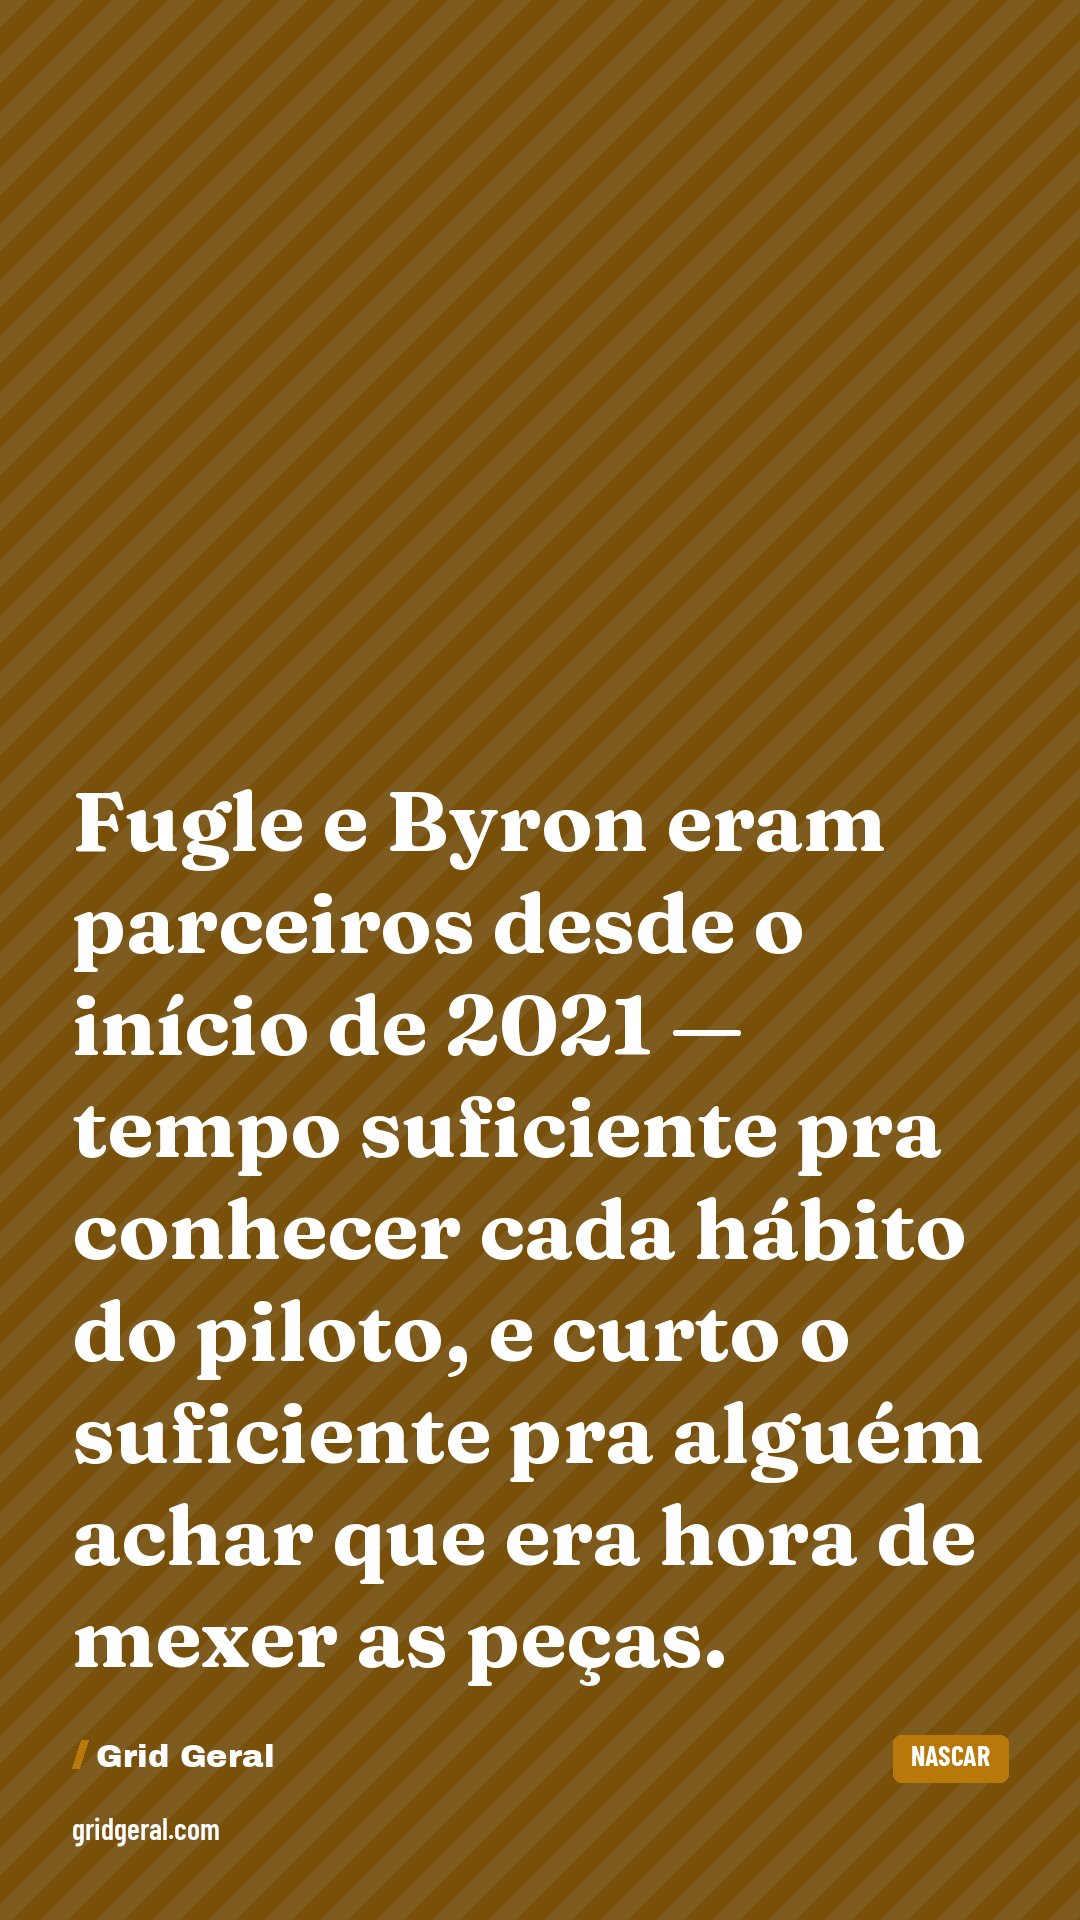 Fugle e Byron eram
parceiros desde o
início de 2021 —
tempo suficiente pra
conhecer cada hábito
do piloto, e curto o
suficiente pra alguém
achar que era hora de
mexer as peças.
/ Grid Geral
NASCAR
gridgeral.com